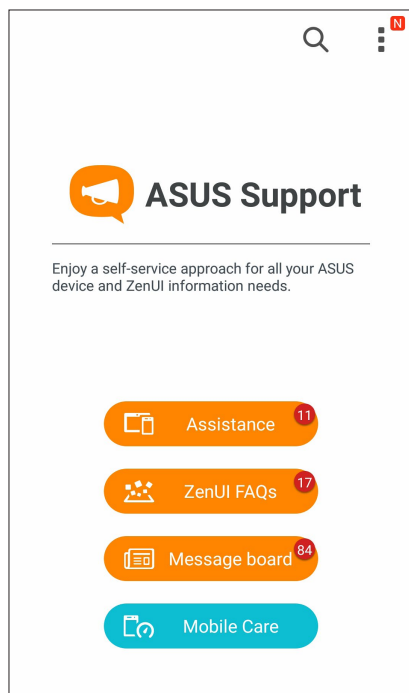 N
ASUS Support
Enjoy a self-service approach for all your ASUS
device and ZenUI information needs.
Assistance
11
ZenUI FAQs
17
Message board
84
Mobile Care